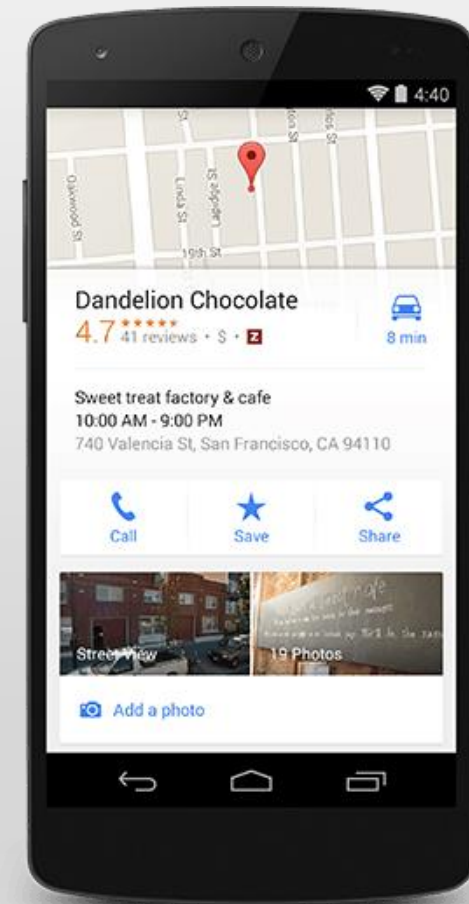 4:40
St
Oakwood St
Linda St
Lapidge St
19th St
Dandelion Chocolate
4.7 41 reviews • $ • Z
8 min
Sweet treat factory & cafe
10:00 AM - 9:00 PM
740 Valencia St, San Francisco, CA 94110
Call
Save
Share
Street View
19 Photos
Add a photo